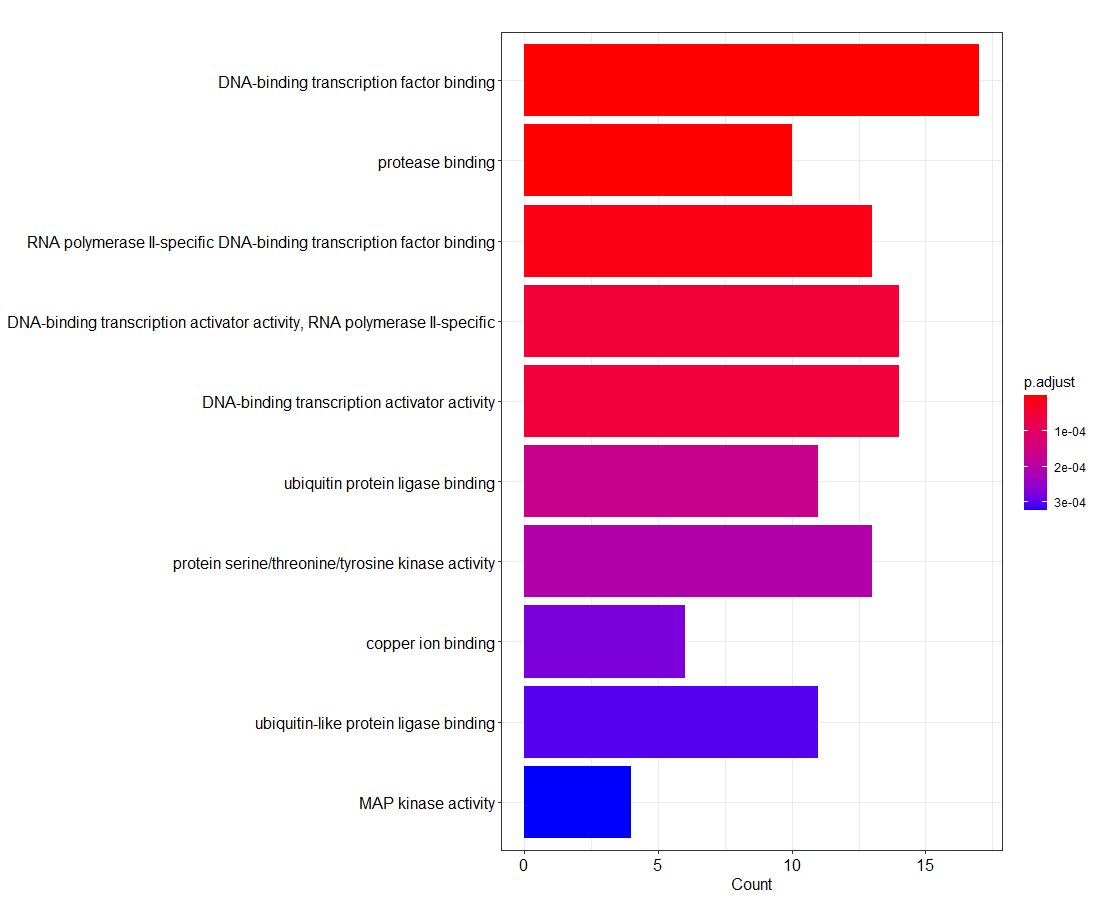 DNA-binding transcription factor binding
protease binding
RNA polymerase II-specific DNA-binding transcription factor binding
DNA-binding transcription activator activity, RNA polymerase II-specific
DNA-binding transcription activator activity
ubiquitin protein ligase binding
protein serine/threonine/tyrosine kinase activity
copper ion binding
ubiquitin-like protein ligase binding
MAP kinase activity
0 5 10 15
Count
p.adjust
1e-04
2e-04
3e-04